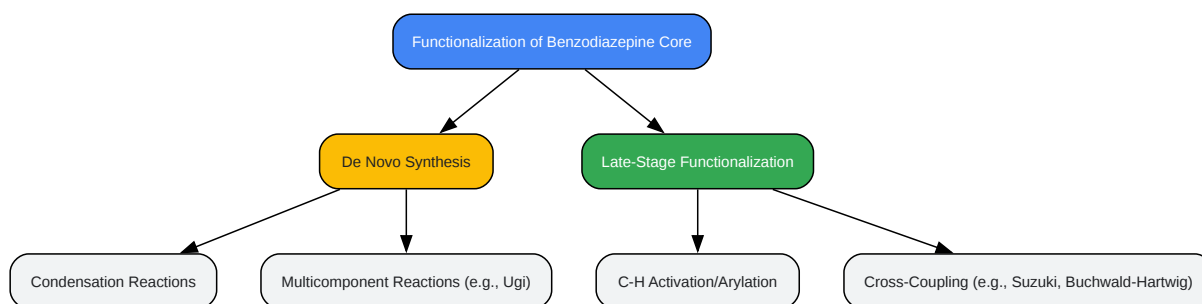 Functionalization of Benzodiazepine Core
De Novo Synthesis
Late-Stage Functionalization
Condensation Reactions
Multicomponent Reactions (e.g., Ugi)
C-H Activation/Arylation
Cross-Coupling (e.g., Suzuki, Buchwald-Hartwig)